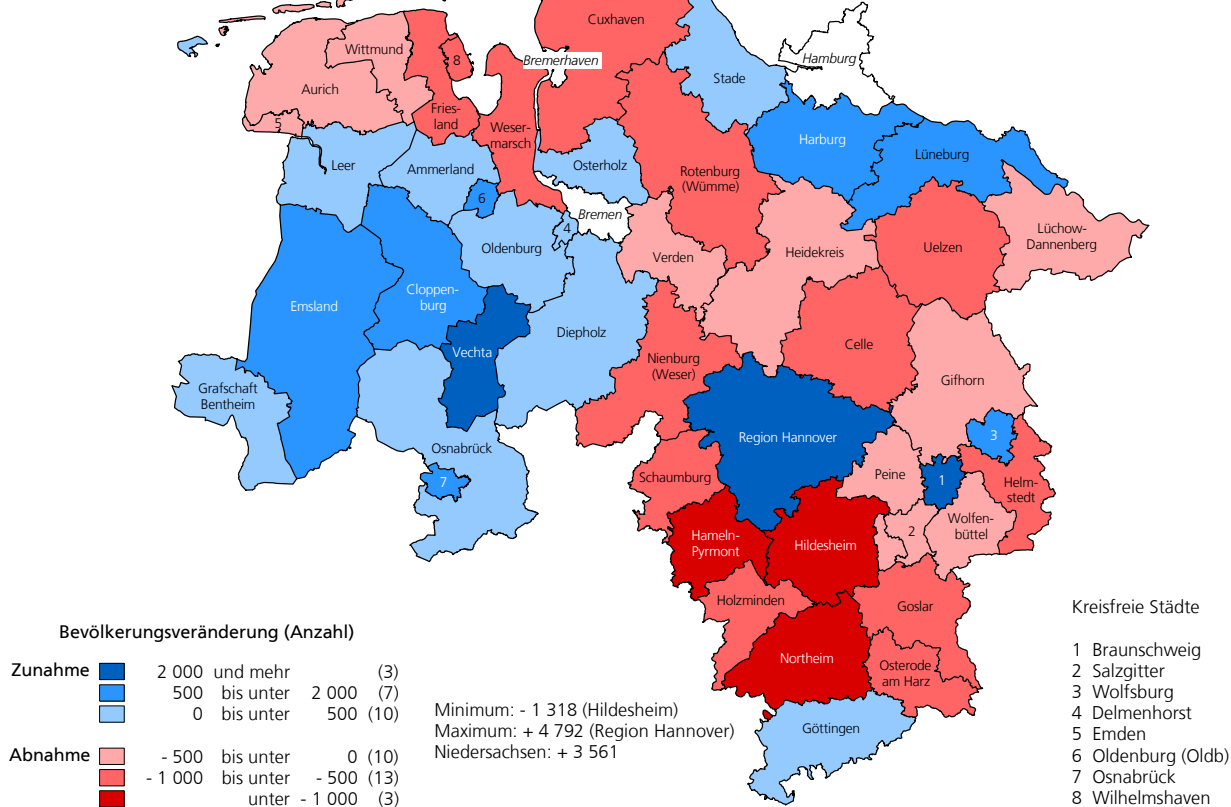 Cuxhaven
Wittmund
8
Bremerhaven
Hamburg
Stade
Aurich
Fries-
land
5
Weser-
marsch
Harburg
Lüneburg
Leer
Ammerland
Osterholz
Rotenburg
(Wümme)
6
Bremen
4
Oldenburg
Verden
Heidekreis
Uelzen
Lüchow-
Dannenberg
Emsland
Cloppen-
burg
Diepholz
Vechta
Nienburg
(Weser)
Celle
Gifhorn
Grafschaft
Bentheim
Osnabrück
7
Region Hannover
3
Schaumburg
Peine
1
Helm-
stedt
Hameln-
Pyrmont
Hildesheim
2
Wolfen-
büttel
Holzminden
Goslar
Northeim
Osterode
am Harz
Göttingen
Bevölkerungsveränderung (Anzahl)
Zunahme 2 000 und mehr (3)
500 bis unter 2 000 (7)
0 bis unter 500 (10)
Abnahme - 500 bis unter 0 (10)
- 1 000 bis unter - 500 (13)
unter - 1 000 (3)
Minimum: - 1 318 (Hildesheim)
Maximum: + 4 792 (Region Hannover)
Niedersachsen: + 3 561
Kreisfreie Städte
1 Braunschweig
2 Salzgitter
3 Wolfsburg
4 Delmenhorst
5 Emden
6 Oldenburg (Oldb)
7 Osnabrück
8 Wilhelmshaven